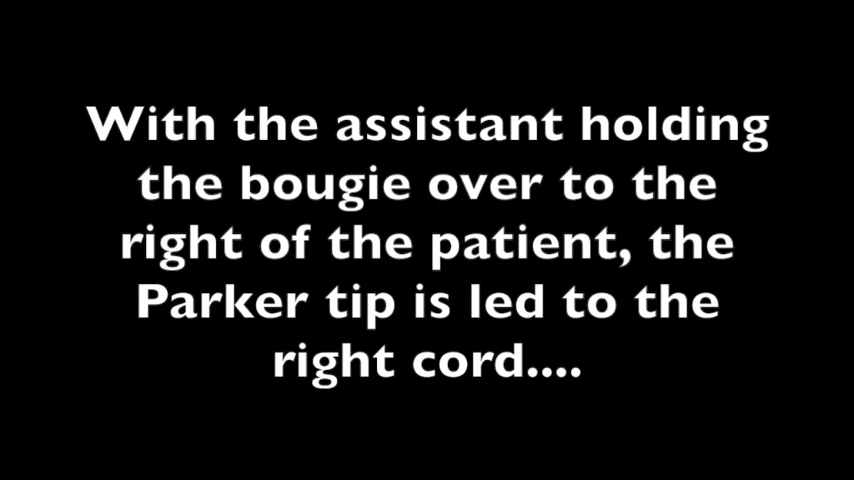 With the assistant holding
the bougie over to the
right of the patient, the
Parker tip is led to the
right cord....